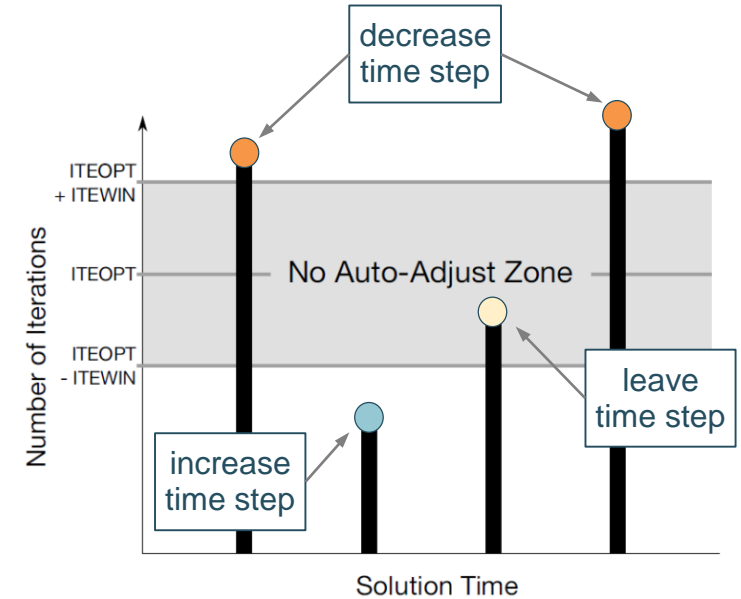 decrease
time step
ITEOPT
+ ITEWIN
ITEOPT
No Auto-Adjust Zone
ITEOPT
- ITEWIN
Number of Iterations
leave
time step
increase
time step
Solution Time